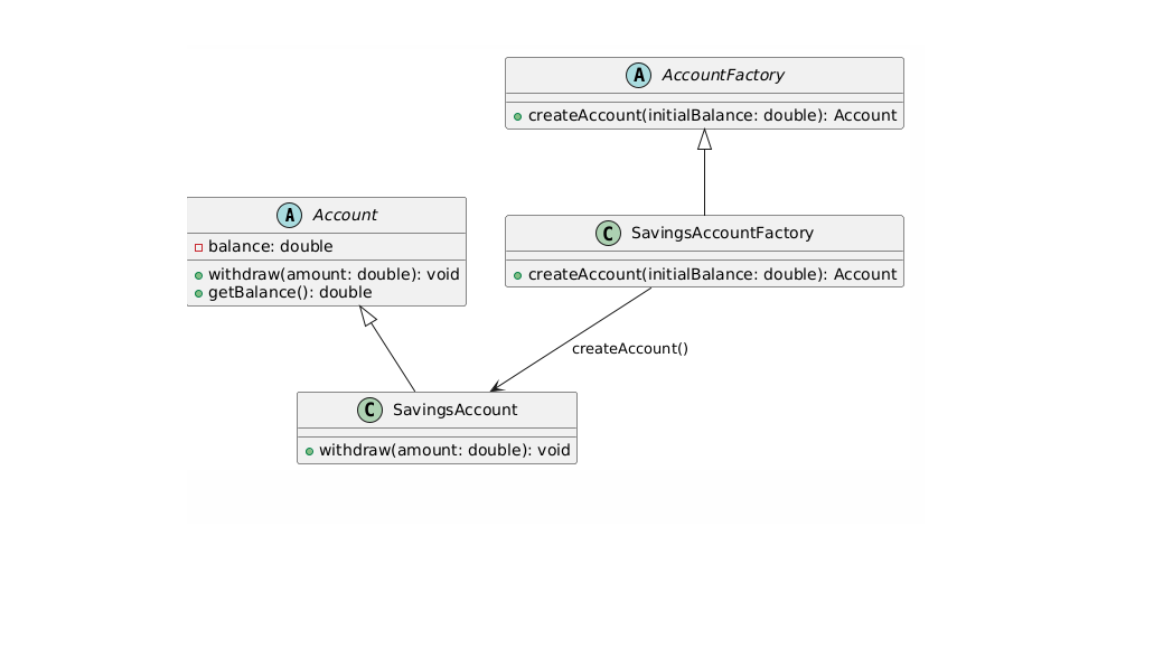 A AccountFactory
createAccount(initialBalance: double): Account
A Account
balance: double
withdraw(amount: double): void
getBalance(): double
C SavingsAccountFactory
createAccount(initialBalance: double): Account
createAccount()
C SavingsAccount
withdraw(amount: double): void